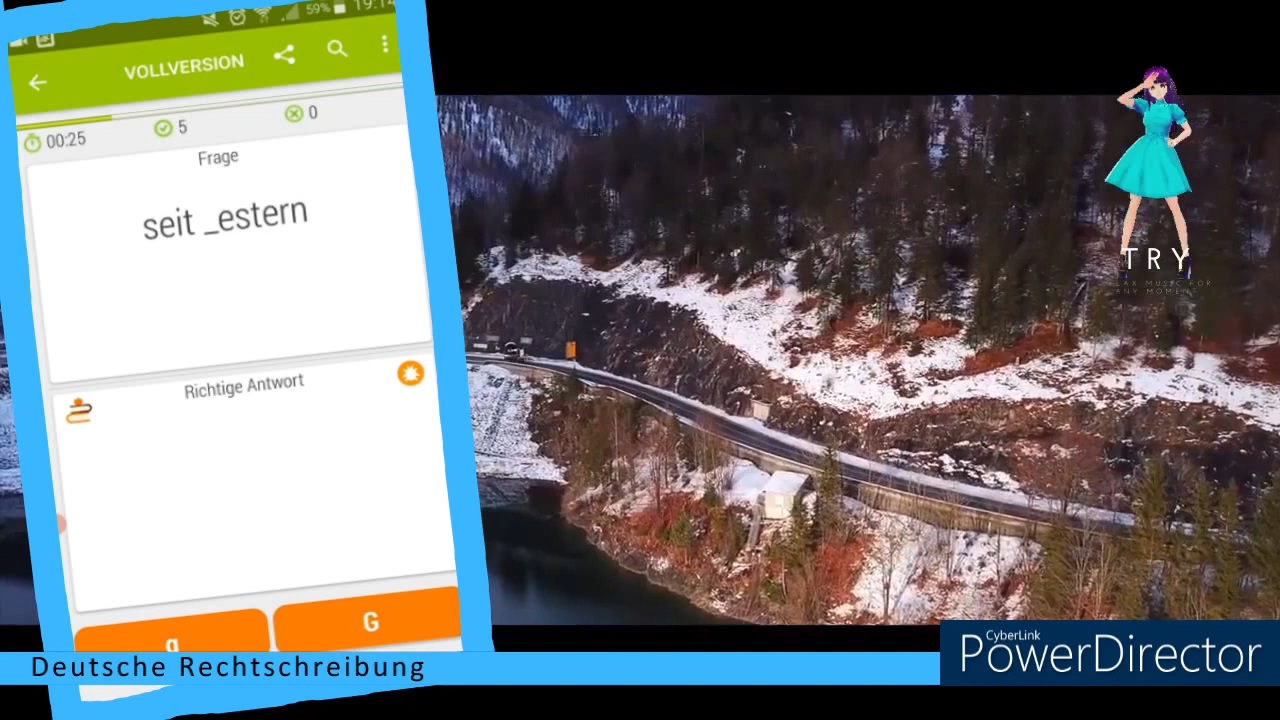 59% 19:14
VOLLVERSION
00:25 5 0
Frage
seit _estern
Richtige Antwort
g G
TRY
Deutsche Rechtschreibung
CyberLink
PowerDirector